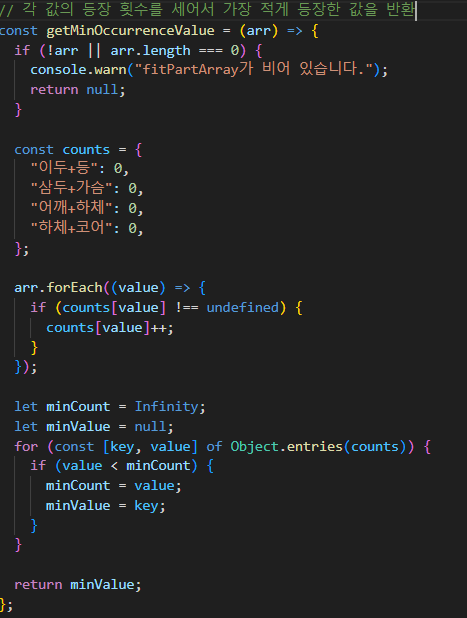 // 각 값의 등장 횟수를 세어서 가장 적게 등장한 값을 반환
const getMinOccurrenceValue = (arr) => {
  if (!arr || arr.length === 0) {
    console.warn("fitPartArray가 비어 있습니다.");
    return null;
  }

  const counts = {
    "이두+등": 0,
    "삼두+가슴": 0,
    "어깨+하체": 0,
    "하체+코어": 0,
  };

  arr.forEach((value) => {
    if (counts[value] !== undefined) {
      counts[value]++;
    }
  });

  let minCount = Infinity;
  let minValue = null;
  for (const [key, value] of Object.entries(counts)) {
    if (value < minCount) {
      minCount = value;
      minValue = key;
    }
  }

  return minValue;
};